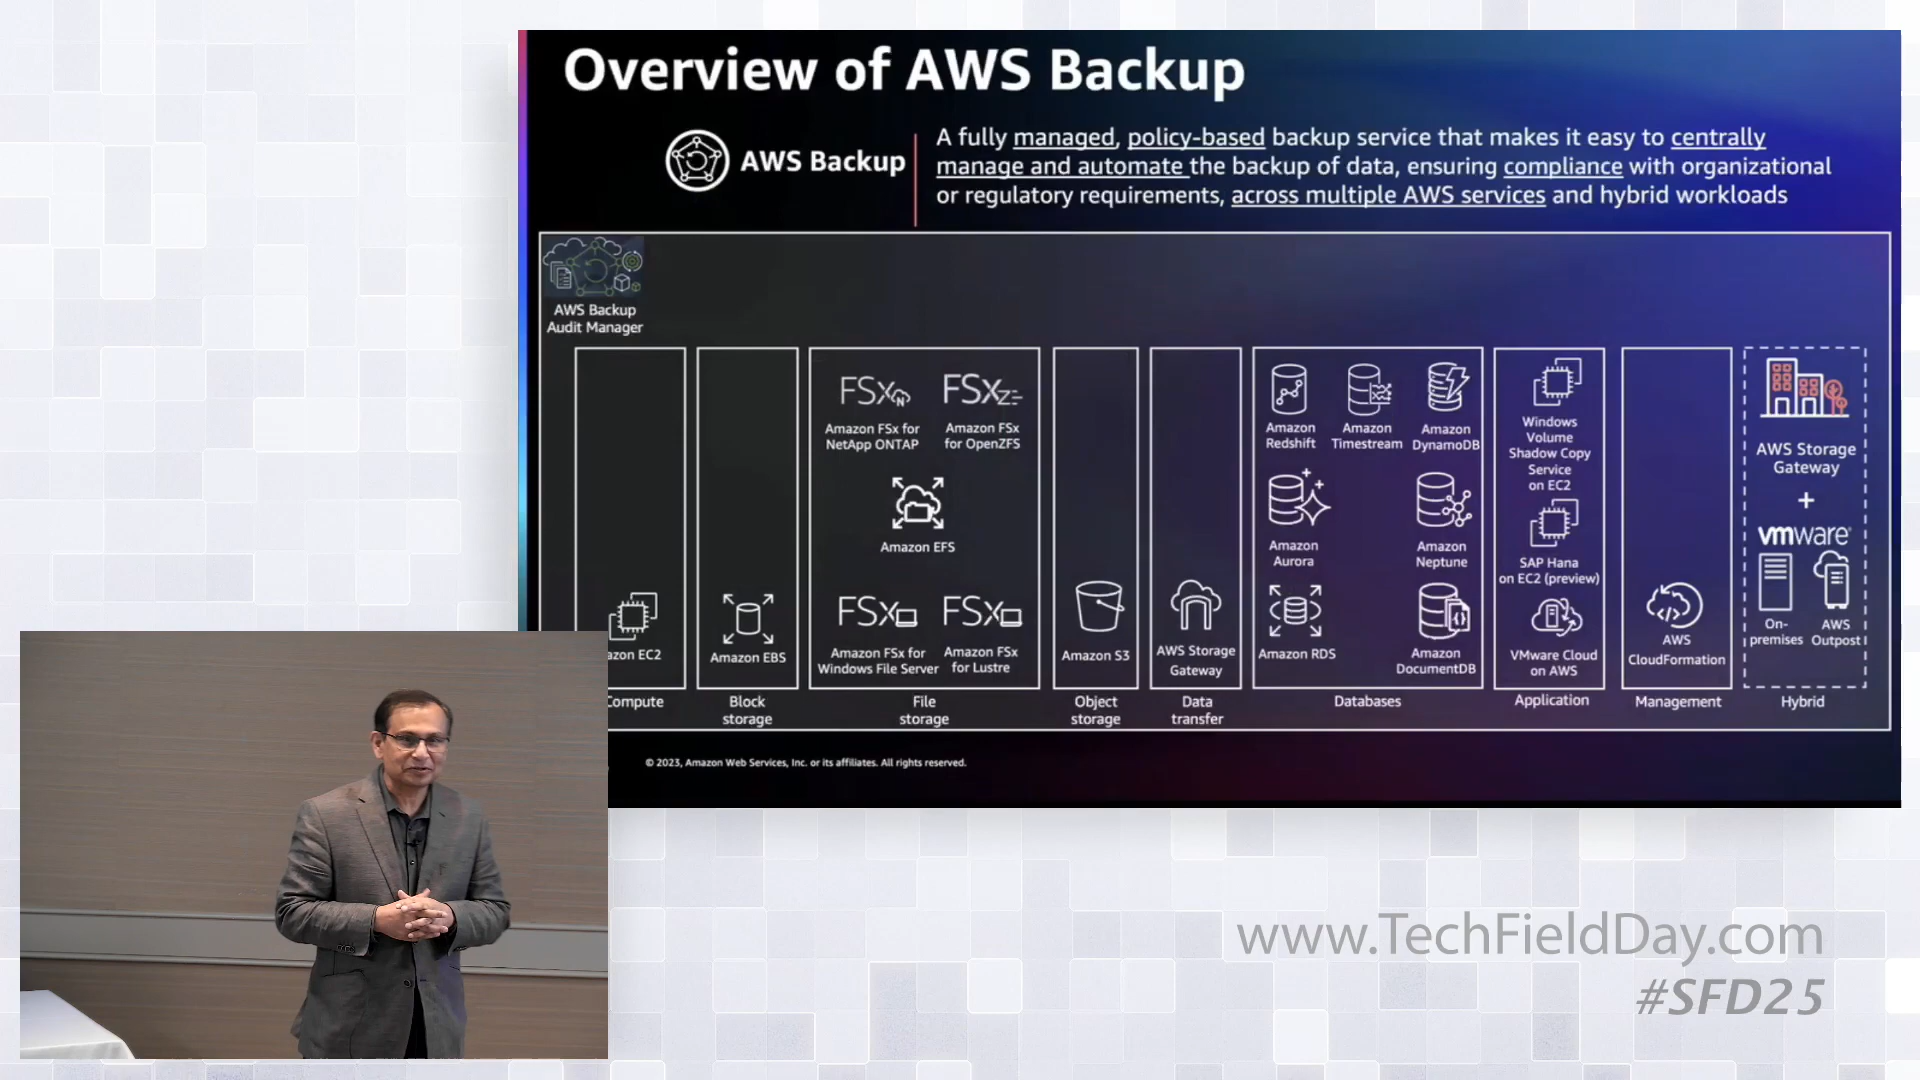 Overview of AWS Backup
AWS Backup
A fully managed, policy-based backup service that makes it easy to centrally
manage and automate the backup of data, ensuring compliance with organizational
or regulatory requirements, across multiple AWS services and hybrid workloads
AWS Backup
Audit Manager
azon EC2
Compute
Amazon EBS
Block
storage
FSx
Amazon FSx for
NetApp ONTAP
FSx
Amazon FSx
for OpenZFS
Amazon EFS
FSx
Amazon FSx for
Windows File Server
FSx
Amazon FSx
for Lustre
File
storage
Amazon S3
Object
storage
AWS Storage
Gateway
Data
transfer
Amazon
Redshift
Amazon
Timestream
Amazon
DynamoDB
Amazon
Aurora
Amazon
Neptune
Amazon RDS
Amazon
DocumentDB
Databases
Windows
Volume
Shadow Copy
Service
on EC2
SAP Hana
on EC2 (preview)
VMware Cloud
on AWS
Application
AWS
CloudFormation
Management
AWS Storage
Gateway
+
vmware
On-
premises
AWS
Outpost
Hybrid
© 2023, Amazon Web Services, Inc. or its affiliates. All rights reserved.
www.TechFieldDay.com
#SFD25